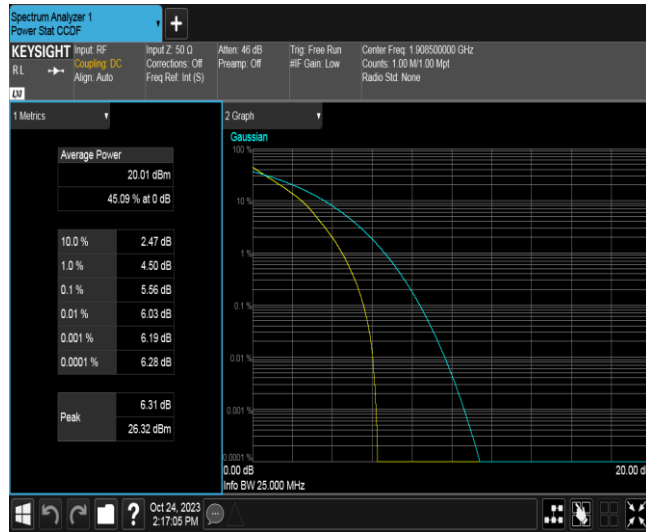 Spectrum Analyzer 1
Power Stat CCDF
+
KEYSIGHT
RL
LXI
Input: RF
Coupling: DC
Align: Auto
Input Z: 50 Ω
Corrections: Off
Freq Ref: Int (S)
Atten: 46 dB
Preamp: Off
Trig: Free Run
#IF Gain: Low
Center Freq: 1.908500000 GHz
Counts: 1.00 M/1.00 Mpt
Radio Std: None
1 Metrics
Average Power
20.01 dBm
45.09 % at 0 dB
10.0 % 2.47 dB
1.0 % 4.50 dB
0.1 % 5.56 dB
0.01 % 6.03 dB
0.001 % 6.19 dB
0.0001 % 6.28 dB
Peak
6.31 dB
26.32 dBm
2 Graph
Gaussian
100 %
10 %
1 %
0.1 %
0.01 %
0.001 %
0.0001 %
0.00 dB
20.00 d
Info BW 25.000 MHz
?
Oct 24, 2023
2:17:05 PM